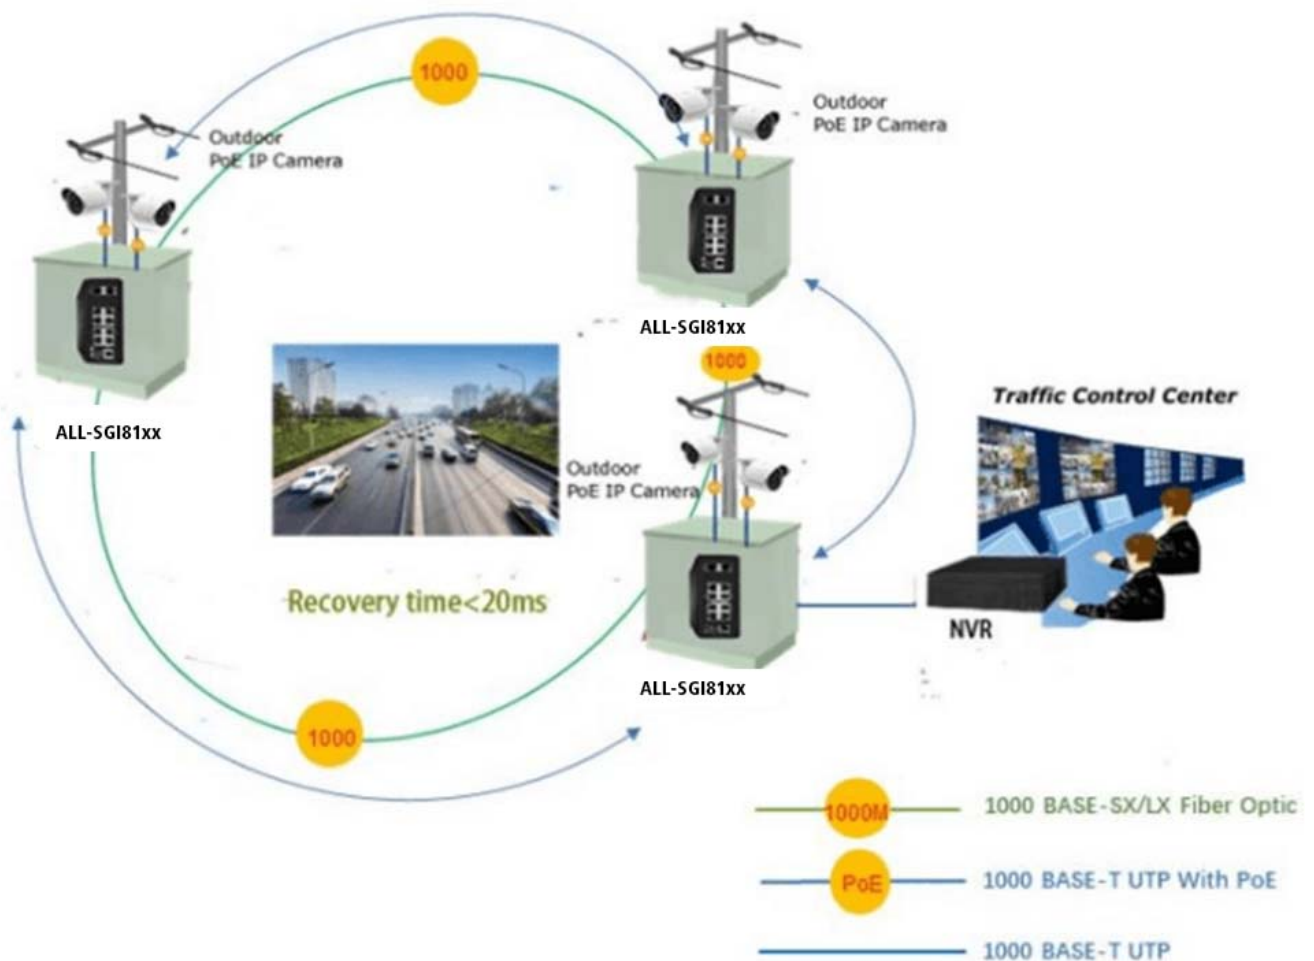 1000
Outdoor
PoE IP Camera
Outdoor
PoE IP Camera
ALL-SGI81xx
1000
ALL-SGI81xx
Traffic Control Center
Outdoor
PoE IP Camera
Recovery time<20ms
NVR
ALL-SGI81xx
1000
1000M
1000 BASE-SX/LX Fiber Optic
PoE
1000 BASE-T UTP With PoE
1000 BASE-T UTP